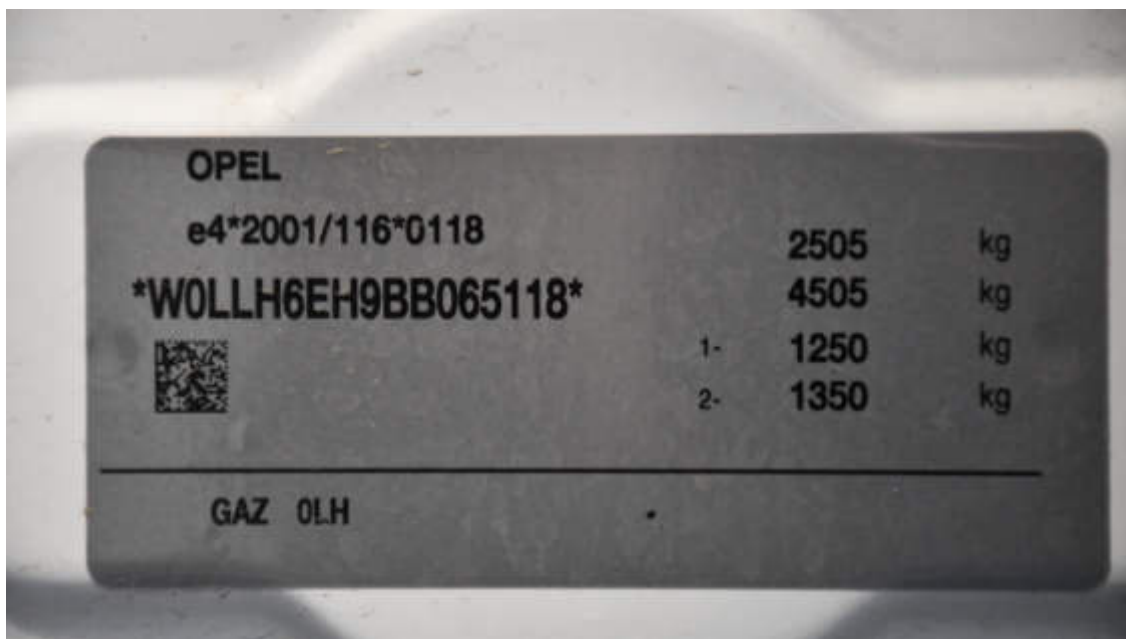 OPEL
e4*2001/116*0118
2505 kg
*W0LLH6EH9BB065118*
4505 kg
1- 1250 kg
2- 1350 kg
GAZ 0LH